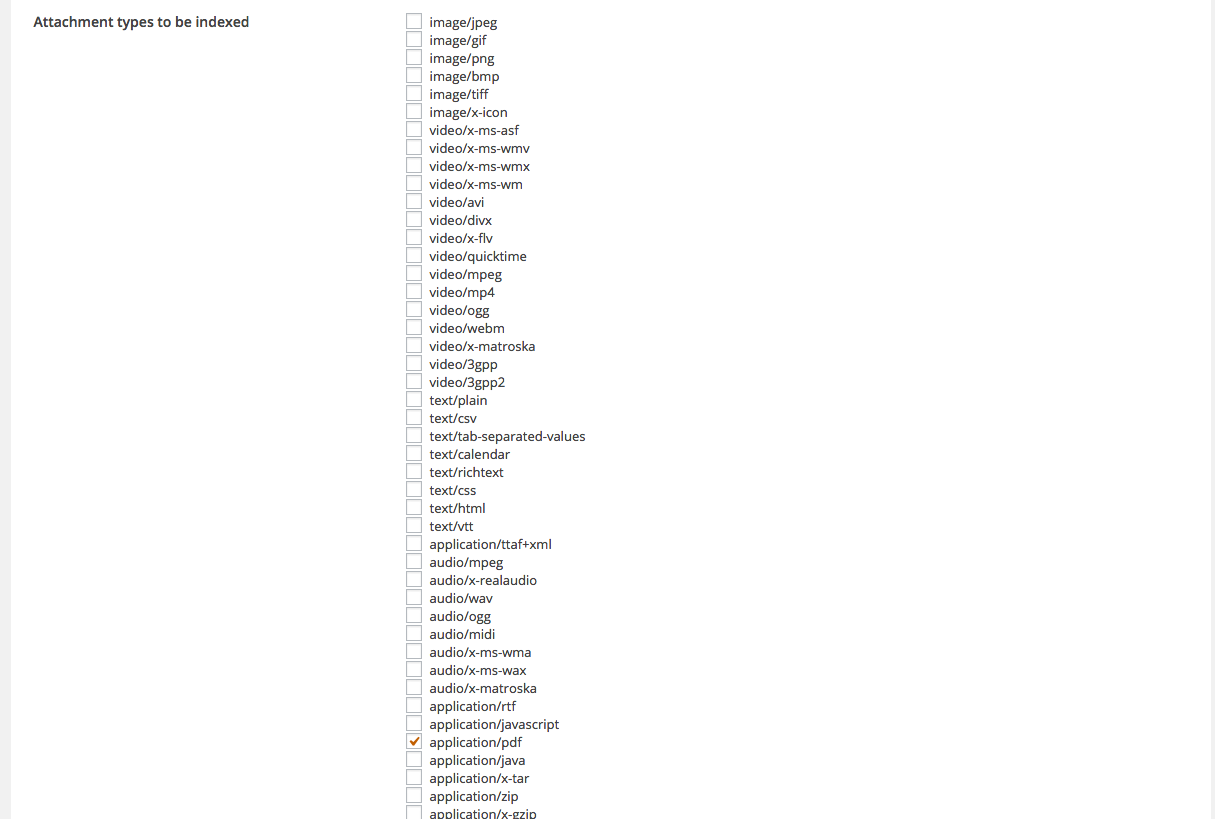 Attachment types to be indexed
image/jpeg
image/gif
image/png
image/bmp
image/tiff
image/x-icon
video/x-ms-asf
video/x-ms-wmv
video/x-ms-wmx
video/x-ms-wm
video/avi
video/divx
video/x-flv
video/quicktime
video/mpeg
video/mp4
video/ogg
video/webm
video/x-matroska
video/3gpp
video/3gpp2
text/plain
text/csv
text/tab-separated-values
text/calendar
text/richtext
text/css
text/html
text/vtt
application/ttaf+xml
audio/mpeg
audio/x-realaudio
audio/wav
audio/ogg
audio/midi
audio/x-ms-wma
audio/x-ms-wax
audio/x-matroska
application/rtf
application/javascript
application/pdf
application/java
application/x-tar
application/zip
application/x-gzip